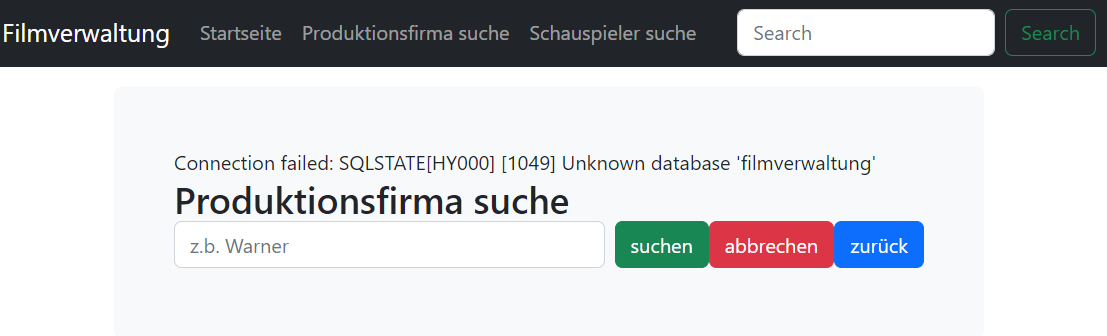 Filmverwaltung Startseite Produktionsfirma suche Schauspieler suche Search Search
Connection failed: SQLSTATE[HY000] [1049] Unknown database 'filmverwaltung'
Produktionsfirma suche
z.b. Warner suchen abbrechen zurück